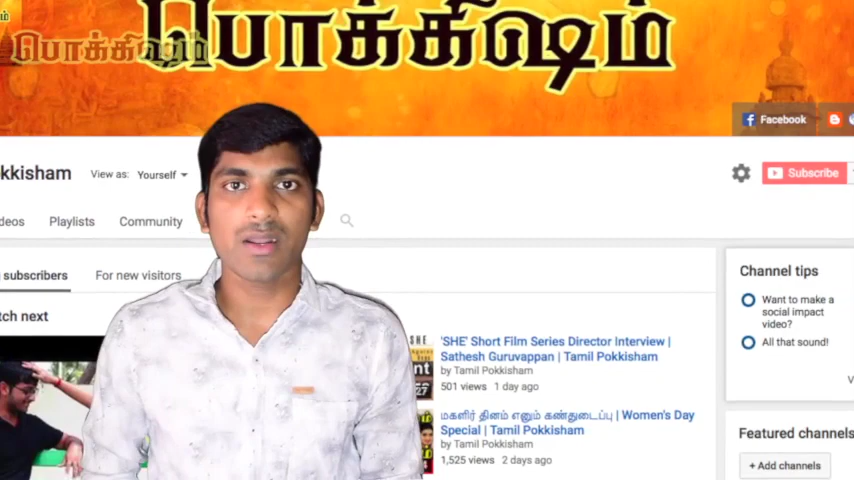 பொக்கிஷம்
பொக்கிஷம்
Facebook
kkisham
View as: Yourself
Subscribe
deos
Playlists
Community
subscribers
For new visitors
tch next
Channel tips
Want to make a
social impact
video?
All that sound!
'SHE' Short Film Series Director Interview |
Sathesh Guruvappan | Tamil Pokkisham
by Tamil Pokkisham
501 views 1 day ago
மகளிர் தினம் எனும் கண்துடைப்பு | Women's Day
Special | Tamil Pokkisham
by Tamil Pokkisham
1,525 views 2 days ago
Featured channels
+ Add channels
SHE